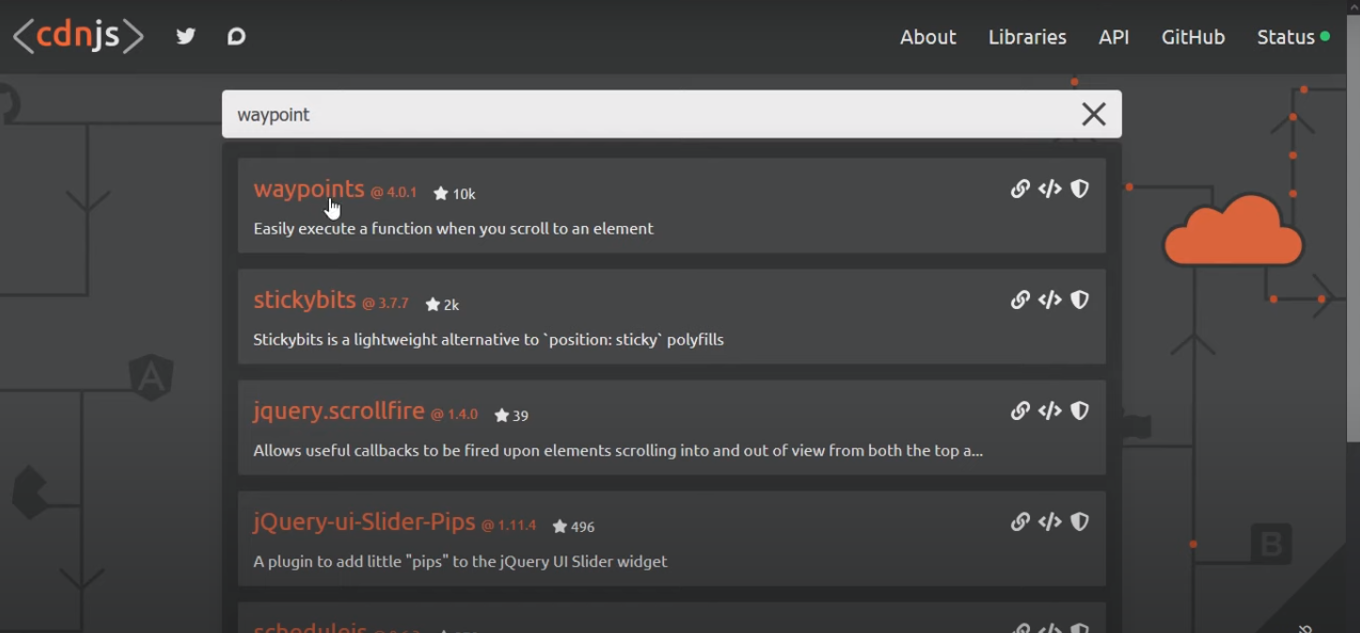 <cdnjs>
About Libraries API GitHub Status
waypoint
waypoints @ 4.0.1 10k
Easily execute a function when you scroll to an element
stickybits @ 3.7.7 2k
Stickybits is a lightweight alternative to `position: sticky` polyfills
jquery.scrollfire @ 1.4.0 39
Allows useful callbacks to be fired upon elements scrolling into and out of view from both the top a...
jQuery-ui-Slider-Pips @ 1.11.4 496
A plugin to add little "pips" to the jQuery UI Slider widget
schedulejs